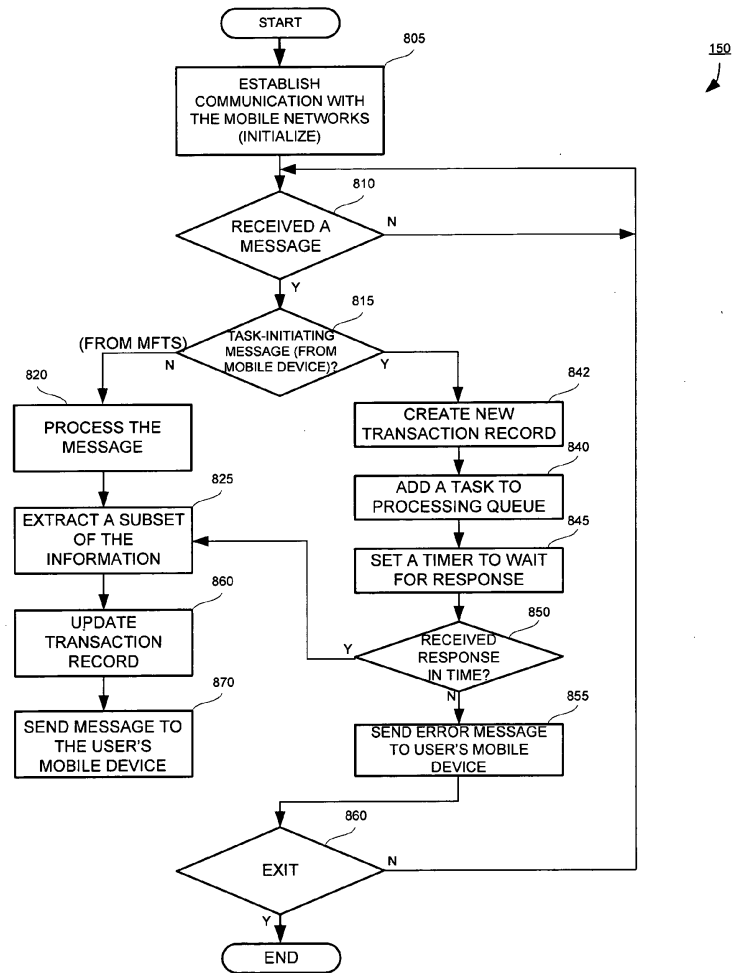 START
805
150
ESTABLISH
COMMUNICATION WITH
THE MOBILE NETWORKS
(INITIALIZE)
810
RECEIVED A
MESSAGE
N
Y
815
(FROM MFTS)
TASK-INITIATING
MESSAGE (FROM
MOBILE DEVICE)?
N
Y
820
PROCESS THE
MESSAGE
842
CREATE NEW
TRANSACTION RECORD
840
ADD A TASK TO
PROCESSING QUEUE
825
EXTRACT A SUBSET
OF THE
INFORMATION
845
SET A TIMER TO WAIT
FOR RESPONSE
860
UPDATE
TRANSACTION
RECORD
850
RECEIVED
RESPONSE
IN TIME?
Y
N
870
SEND MESSAGE TO
THE USER'S
MOBILE DEVICE
855
SEND ERROR MESSAGE
TO USER'S MOBILE
DEVICE
860
EXIT
N
Y
END